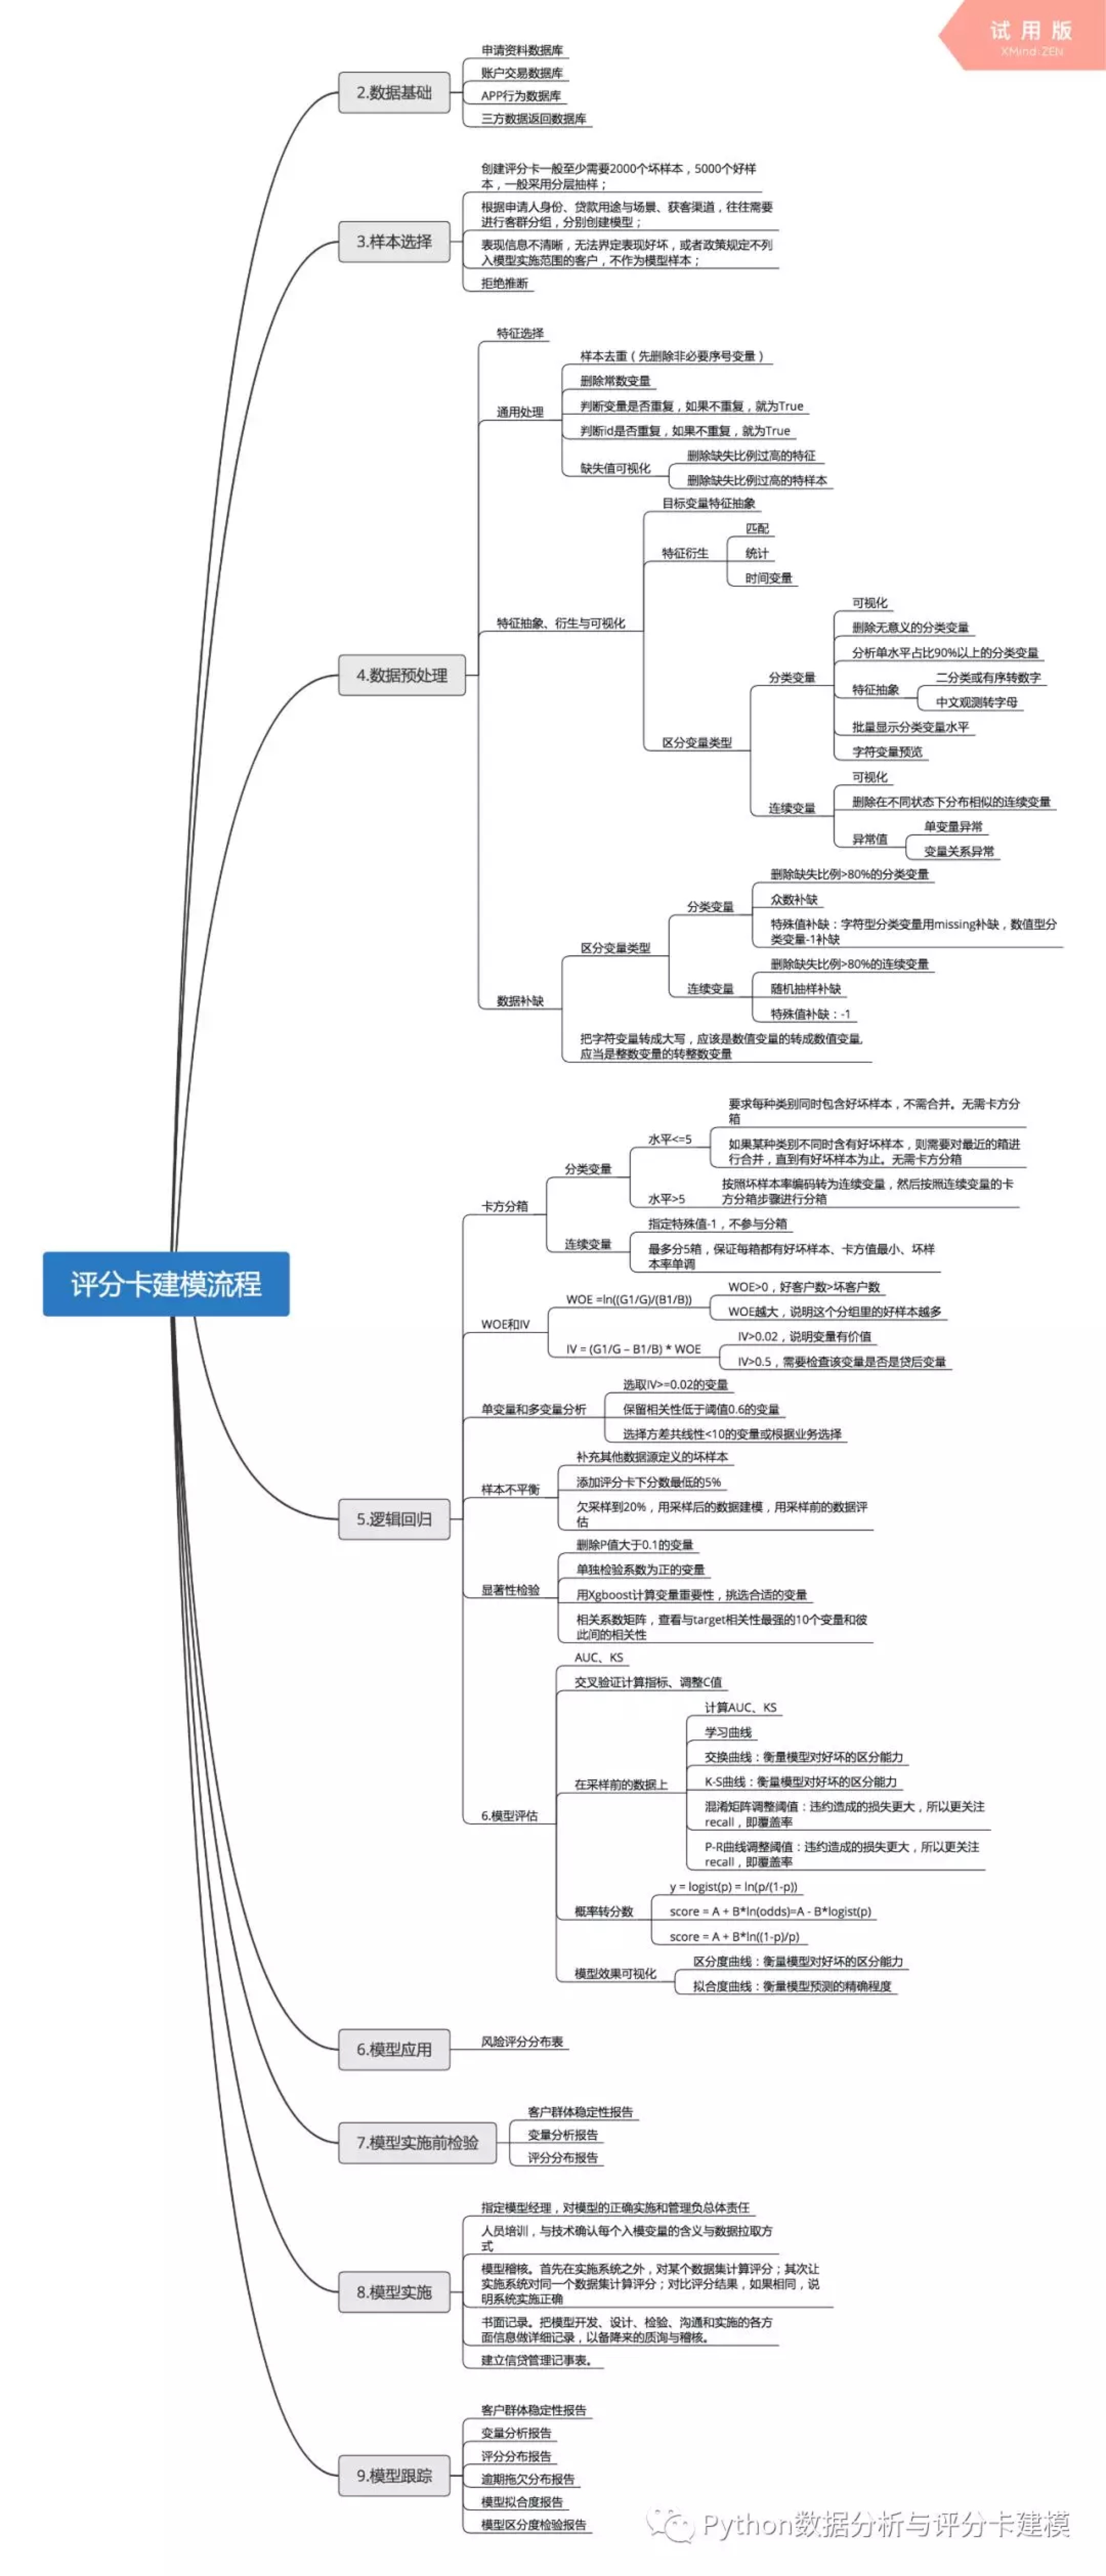 试 用 版
XMind:ZEN
评分卡建模流程
2.数据基础
申请资料数据库
账户交易数据库
APP行为数据库
三方数据返回数据库
3.样本选择
创建评分卡一般至少需要2000个坏样本，5000个好样
本，一般采用分层抽样；
根据申请人身份、贷款用途与场景、获客渠道，往往需要
进行客群分组，分别创建模型；
表现信息不清晰，无法界定表现好坏，或者政策规定不列
入模型实施范围的客户，不作为模型样本；
拒绝推断
4.数据预处理
特征选择
通用处理
样本去重（先删除非必要序号变量）
删除常数变量
判断变量是否重复，如果不重复，就为True
判断id是否重复，如果不重复，就为True
缺失值可视化
删除缺失比例过高的特征
删除缺失比例过高的特样本
特征抽象、衍生与可视化
目标变量特征抽象
特征衍生
匹配
统计
时间变量
区分变量类型
分类变量
可视化
删除无意义的分类变量
分析单水平占比90%以上的分类变量
特征抽象
二分类或有序转数字
中文观测转字母
批量显示分类变量水平
字符变量预览
连续变量
可视化
删除在不同状态下分布相似的连续变量
异常值
单变量异常
变量关系异常
数据补缺
区分变量类型
分类变量
删除缺失比例>80%的分类变量
众数补缺
特殊值补缺：字符型分类变量用missing补缺，数值型分
类变量-1补缺
连续变量
删除缺失比例>80%的连续变量
随机抽样补缺
特殊值补缺：-1
把字符变量转成大写，应该是数值变量的转成数值变量,
应当是整数变量的转整数变量
5.逻辑回归
卡方分箱
分类变量
水平<=5
要求每种类别同时包含好坏样本，不需合并。无需卡方分
箱
如果某种类别不同时含有好坏样本，则需要对最近的箱进
行合并，直到有好坏样本为止。无需卡方分箱
水平>5
按照坏样本率编码转为连续变量，然后按照连续变量的卡
方分箱步骤进行分箱
连续变量
指定特殊值-1，不参与分箱
最多分5箱，保证每箱都有好坏样本、卡方值最小、坏样
本率单调
WOE和IV
WOE =ln((G1/G)/(B1/B))
WOE>0，好客户数>坏客户数
WOE越大，说明这个分组里的好样本越多
IV = (G1/G – B1/B) * WOE
IV>0.02，说明变量有价值
IV>0.5，需要检查该变量是否是贷后变量
单变量和多变量分析
选取IV>=0.02的变量
保留相关性低于阈值0.6的变量
选择方差共线性<10的变量或根据业务选择
样本不平衡
补充其他数据源定义的坏样本
添加评分卡下分数最低的5%
欠采样到20%，用采样后的数据建模，用采样前的数据评
估
显著性检验
删除P值大于0.1的变量
单独检验系数为正的变量
用Xgboost计算变量重要性，挑选合适的变量
相关系数矩阵，查看与target相关性最强的10个变量和彼
此间的相关性
6.模型评估
AUC、KS
交叉验证计算指标、调整C值
在采样前的数据上
计算AUC、KS
学习曲线
交换曲线：衡量模型对好坏的区分能力
K-S曲线：衡量模型对好坏的区分能力
混淆矩阵调整阈值：违约造成的损失更大，所以更关注
recall，即覆盖率
P-R曲线调整阈值：违约造成的损失更大，所以更关注
recall，即覆盖率
概率转分数
y = logist(p) = ln(p/(1-p))
score = A + B*ln(odds)=A - B*logist(p)
score = A + B*ln((1-p)/p)
模型效果可视化
区分度曲线：衡量模型对好坏的区分能力
拟合度曲线：衡量模型预测的精确程度
6.模型应用
风险评分分布表
7.模型实施前检验
客户群体稳定性报告
变量分析报告
评分分布报告
8.模型实施
指定模型经理，对模型的正确实施和管理负总体责任
人员培训，与技术确认每个入模变量的含义与数据拉取方
式
模型稽核。首先在实施系统之外，对某个数据集计算评分；其次让
实施系统对同一个数据集计算评分；对比评分结果，如果相同，说
明系统实施正确
书面记录。把模型开发、设计、检验、沟通和实施的各方
面信息做详细记录，以备降来的质询与稽核。
建立信贷管理记事表。
9.模型跟踪
客户群体稳定性报告
变量分析报告
评分分布报告
逾期拖欠分布报告
模型拟合度报告
模型区分度检验报告
Python数据分析与评分卡建模